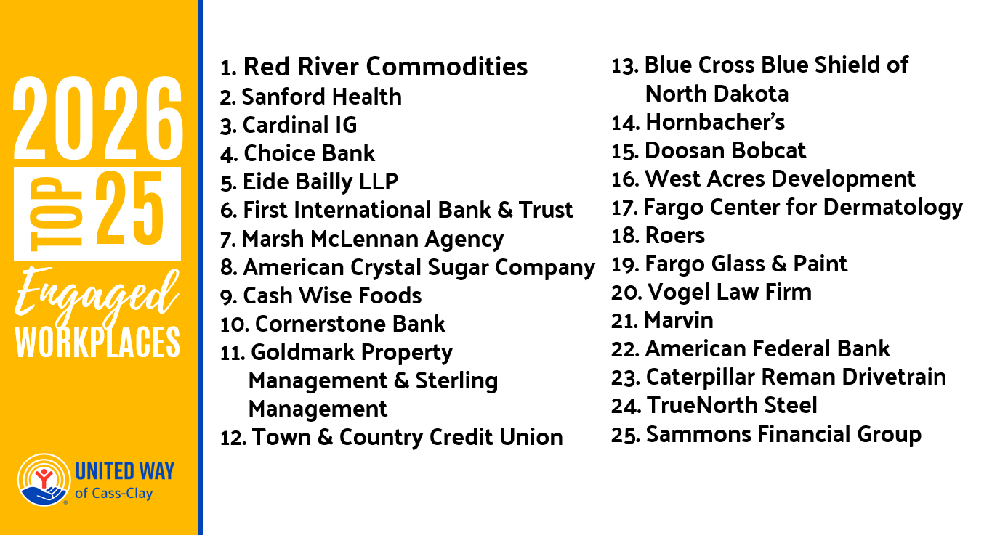 2026
TOP 25
Engaged
WORKPLACES
UNITED WAY
of Cass-Clay
®
1. Red River Commodities
2. Sanford Health
3. Cardinal IG
4. Choice Bank
5. Eide Bailly LLP
6. First International Bank & Trust
7. Marsh McLennan Agency
8. American Crystal Sugar Company
9. Cash Wise Foods
10. Cornerstone Bank
11. Goldmark Property
Management & Sterling
Management
12. Town & Country Credit Union
13. Blue Cross Blue Shield of
North Dakota
14. Hornbacher’s
15. Doosan Bobcat
16. West Acres Development
17. Fargo Center for Dermatology
18. Roers
19. Fargo Glass & Paint
20. Vogel Law Firm
21. Marvin
22. American Federal Bank
23. Caterpillar Reman Drivetrain
24. TrueNorth Steel
25. Sammons Financial Group